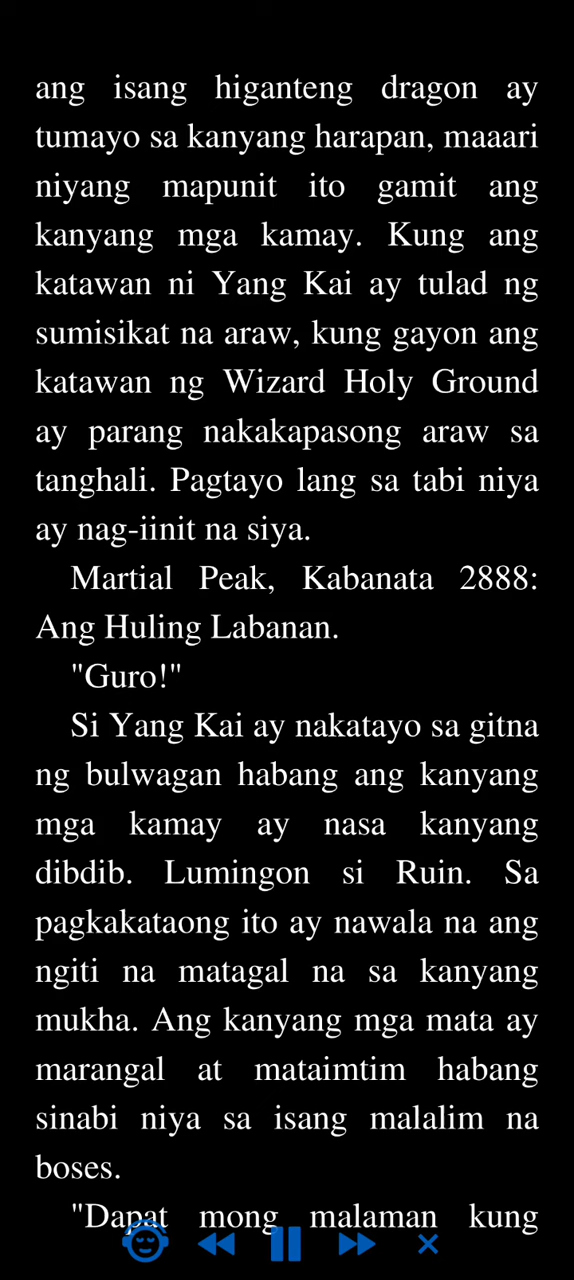 ang isang higanteng dragon ay
tumayo sa kanyang harapan, maaari
niyang mapunit ito gamit ang
kanyang mga kamay. Kung ang
katawan ni Yang Kai ay tulad ng
sumisikat na araw, kung gayon ang
katawan ng Wizard Holy Ground
ay parang nakakapasong araw sa
tanghali. Pagtayo lang sa tabi niya
ay nag-iinit na siya.
Martial Peak, Kabanata 2888:
Ang Huling Labanan.
"Guro!"
Si Yang Kai ay nakatayo sa gitna
ng bulwagan habang ang kanyang
mga kamay ay nasa kanyang
dibdib. Lumingon si Ruin. Sa
pagkakataong ito ay nawala na ang
ngiti na matagal na sa kanyang
mukha. Ang kanyang mga mata ay
marangal at mataimtim habang
sinabi niya sa isang malalim na
boses.
"Dapat mong malaman kung